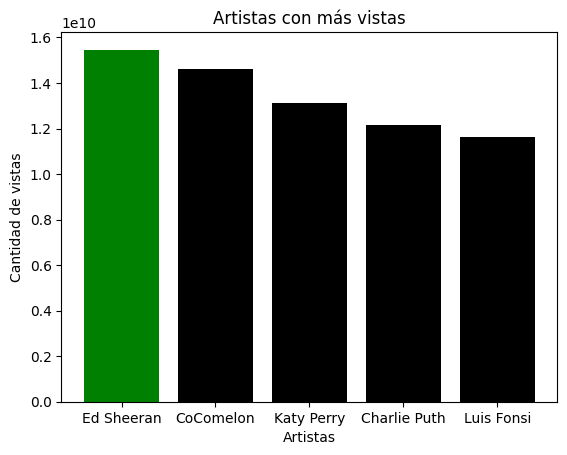 Artistas con más vistas
1e10
1.6
1.4
1.2
1.0
0.8
0.6
0.4
0.2
0.0
Cantidad de vistas
Ed Sheeran CoComelon Katy Perry Charlie Puth Luis Fonsi
Artistas